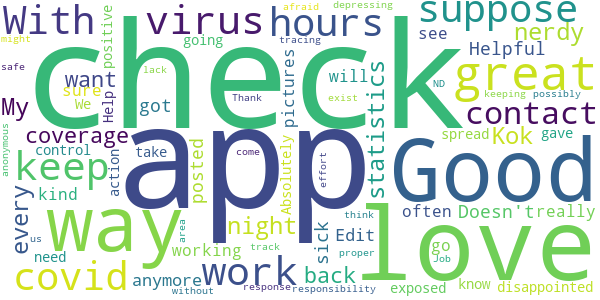 With
virus
hours
suppose
nerdy
see
Helpful
check
great
positive
going
depressing
afraid
tracing
might
safe
My
want
sure
We
Help
got
pictures
will
statistics
contact
lack
Thank
exist
ND
keeping
possibly
coverage
app
Good
spread
Kok
gave
anonymous
control
take
action
posted
Absolutely
come
effort
keep
kind
every
way
night
sick
Edit
think
often
Doesn't
really
love
us
need
working
area
track
proper
go
Job
covid
anymore
work
back
without
response
responsibility
exposed
know
disappointed